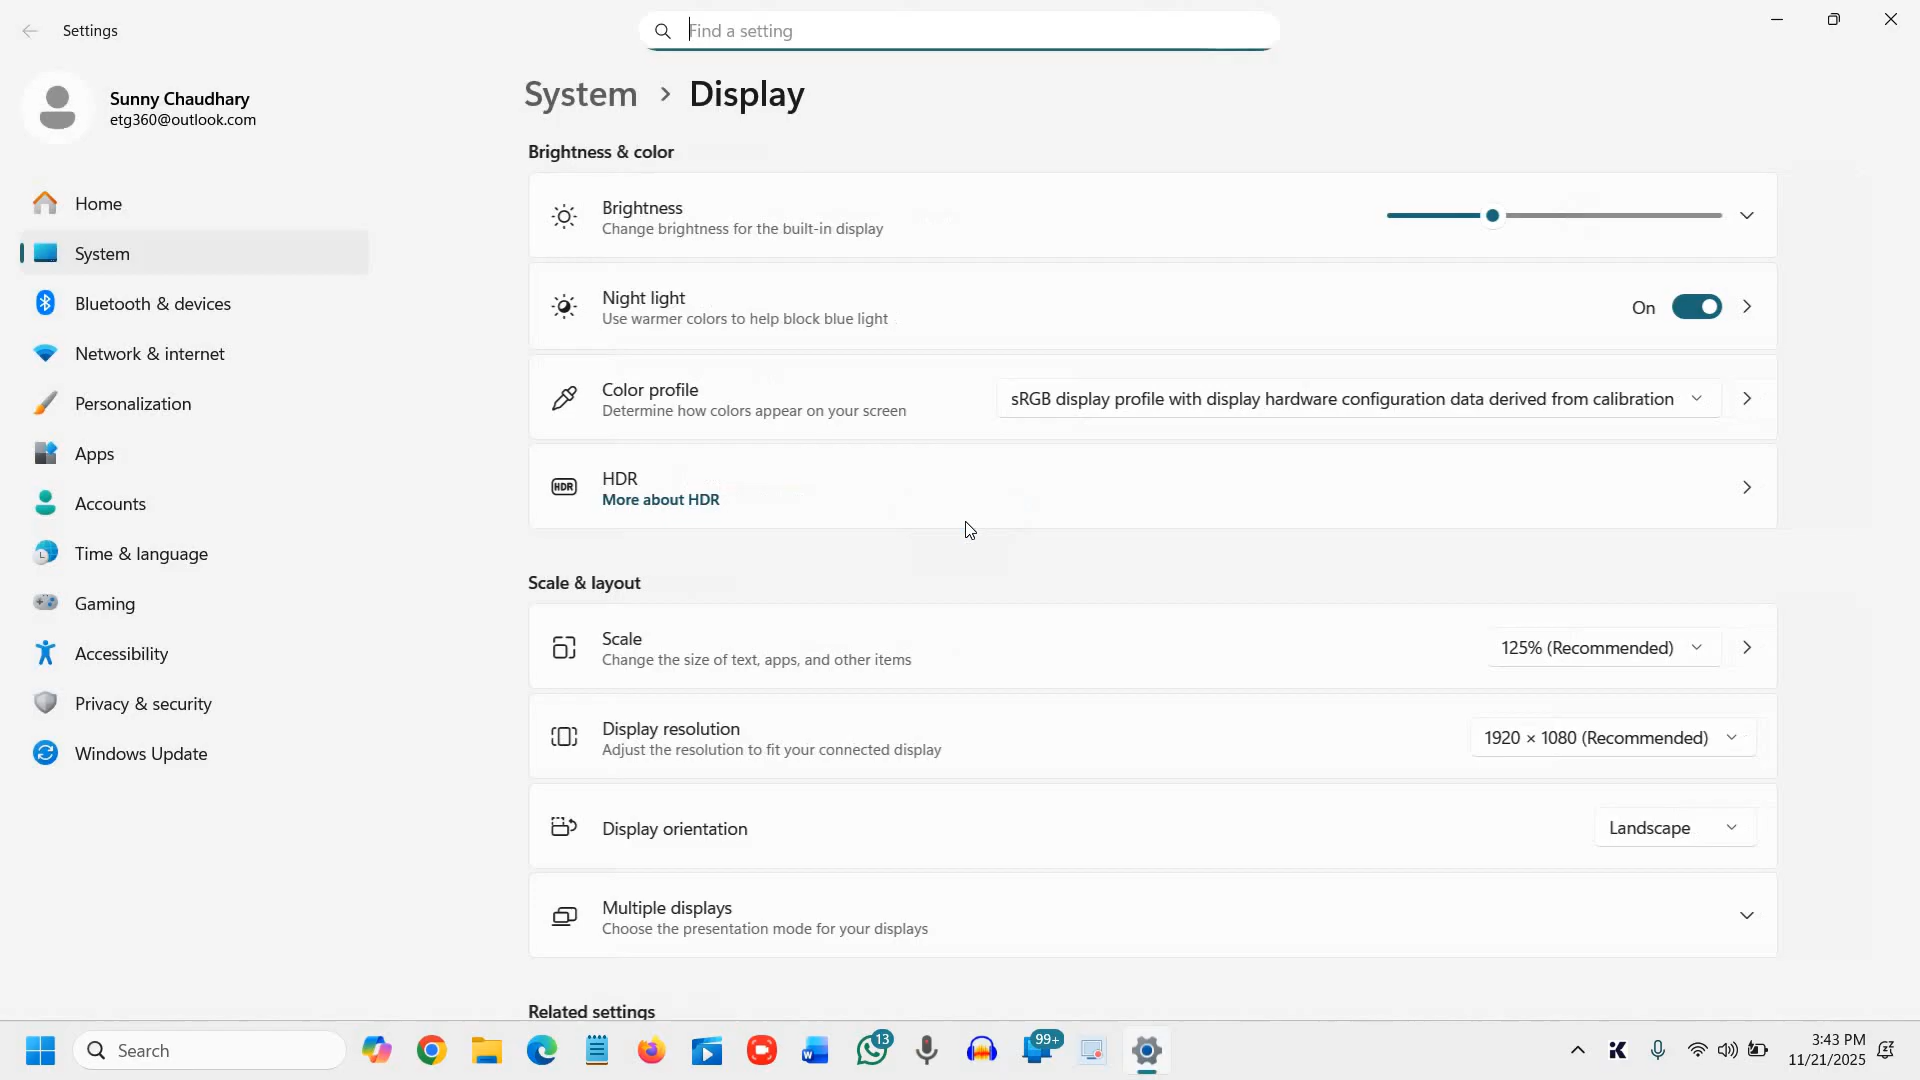 Settings
Find a setting
Sunny Chaudhary
etg360@outlook.com
Home
System
Bluetooth & devices
Network & internet
Personalization
Apps
Accounts
Time & language
Gaming
Accessibility
Privacy & security
Windows Update
System > Display
Brightness & color
Brightness
Change brightness for the built-in display
Night light
Use warmer colors to help block blue light
On
Color profile
Determine how colors appear on your screen
sRGB display profile with display hardware configuration data derived from calibration
HDR
HDR
More about HDR
Scale & layout
Scale
Change the size of text, apps, and other items
125% (Recommended)
Display resolution
Adjust the resolution to fit your connected display
1920 × 1080 (Recommended)
Display orientation
Landscape
Multiple displays
Choose the presentation mode for your displays
Related settings
Search
13
99+
3:43 PM
11/21/2025